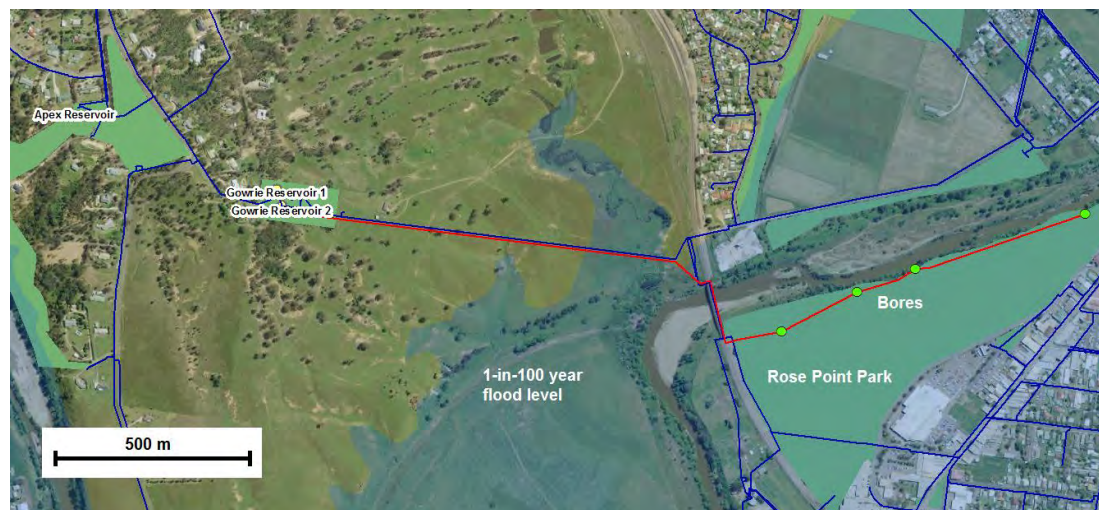 Apex Reservoir
Gowrie Reservoir 1
Gowrie Reservoir 2
Bores
Rose Point Park
1-in-100 year
flood level
500 m